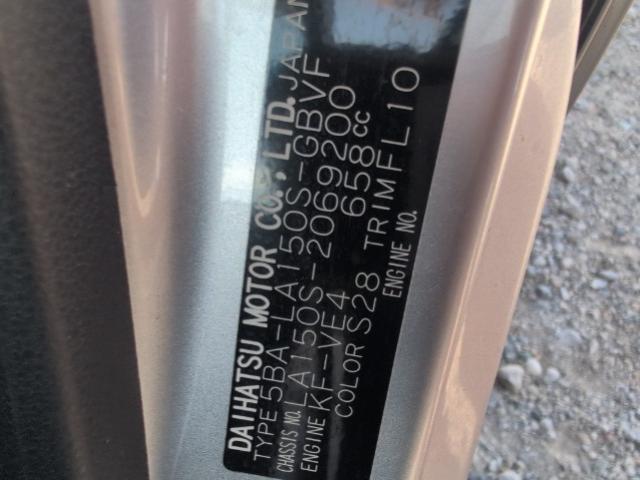 DAIHATSU MOTOR CO., LTD. JAPAN
TYPE 5BA-LA150S-GBVF
CHASSIS NO. LA150S-2069200
ENGINE KF-VE4 658cc
COLOR S28 TRIM FL10
ENGINE NO.